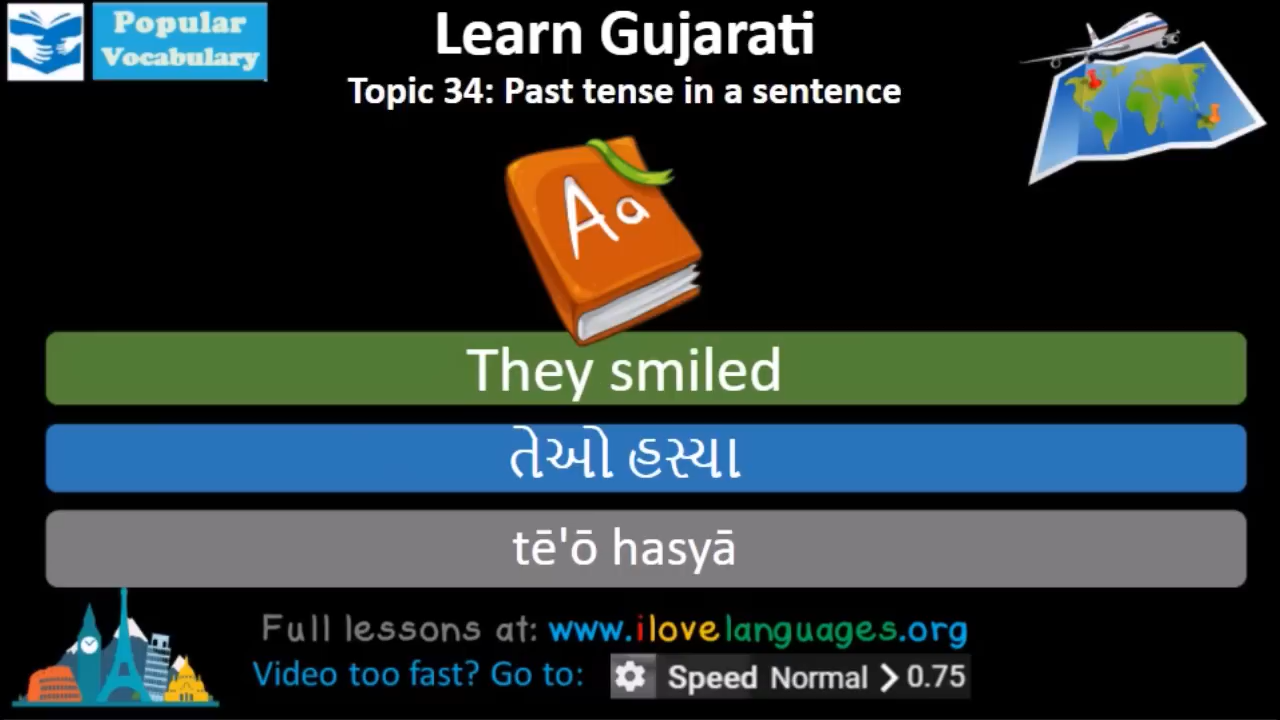 Popular
Vocabulary
Learn Gujarati
Topic 34: Past tense in a sentence
Aa
They smiled
તેઓ હસ્યા
tē'ō hasyā
Full lessons at: www.ilovelanguages.org
Video too fast? Go to: Speed Normal > 0.75